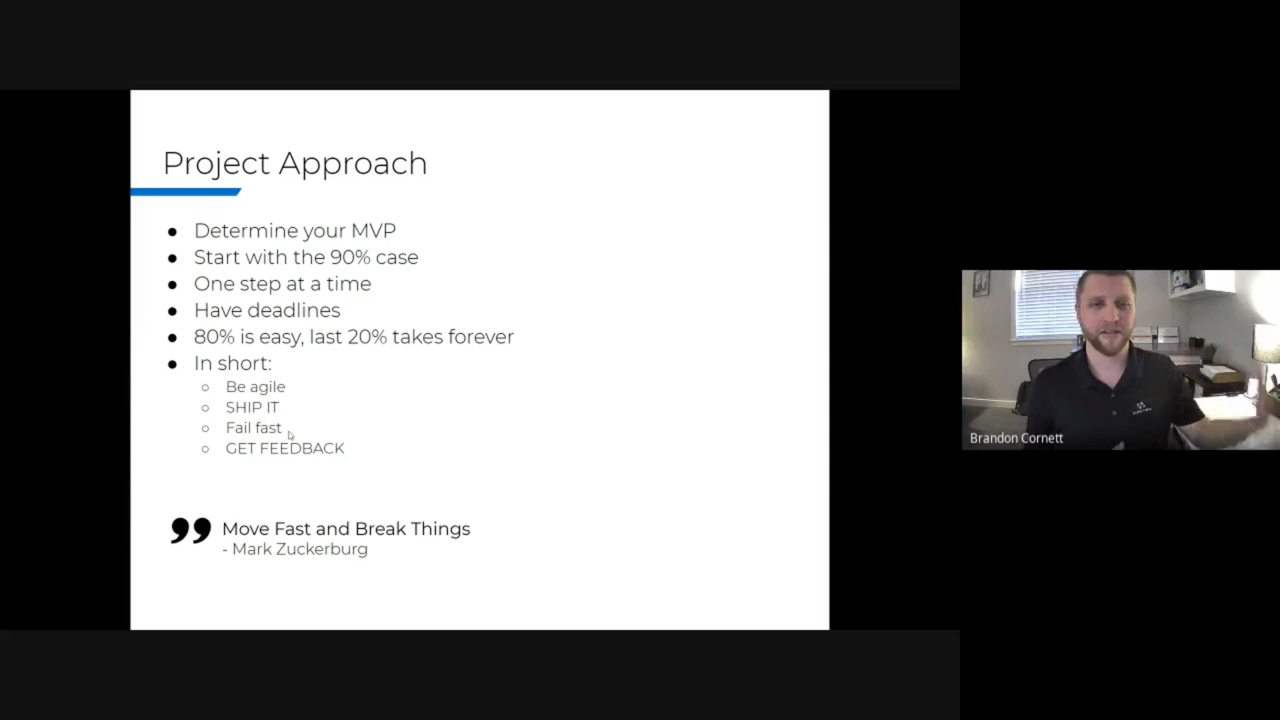 Project Approach
● Determine your MVP
● Start with the 90% case
● One step at a time
● Have deadlines
● 80% is easy, last 20% takes forever
● In short:
○ Be agile
○ SHIP IT
○ Fail fast
○ GET FEEDBACK
Move Fast and Break Things
- Mark Zuckerburg
Brandon Cornett